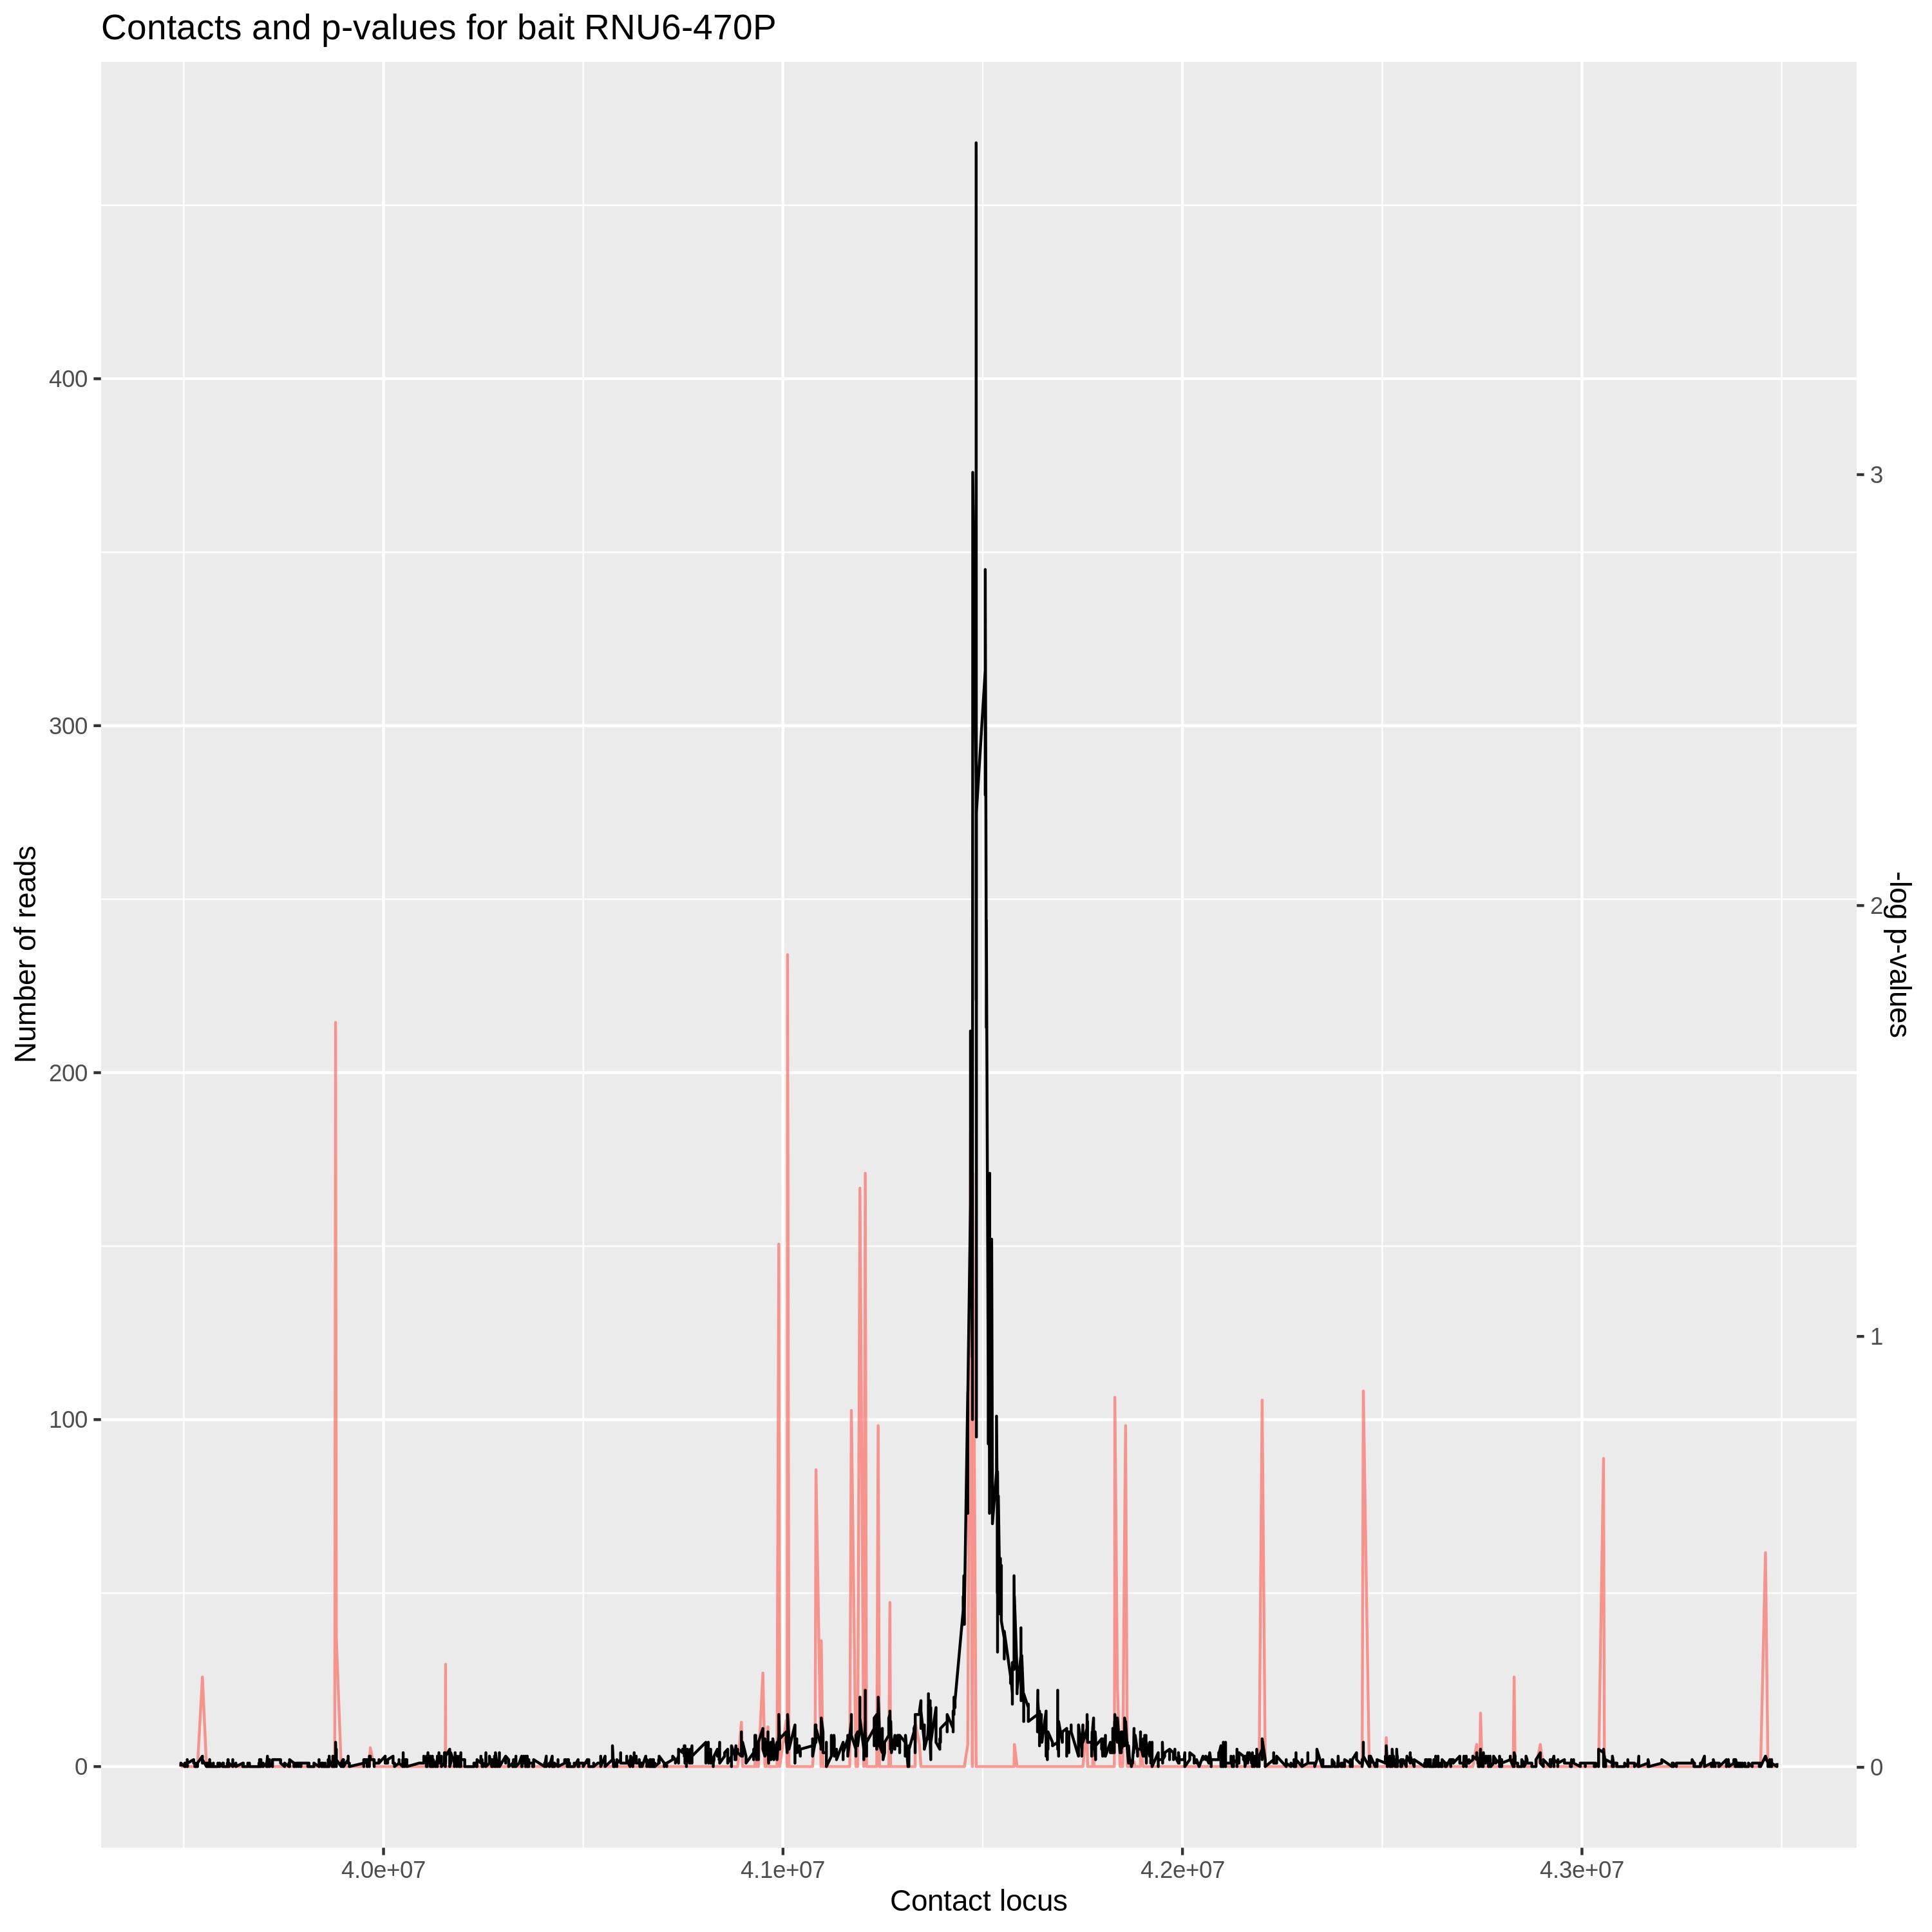 Contacts and p-values for bait RNU6-470P
Number of reads
400
300
200
100
0
3
2
1
0
-log p-values
4.0e+07
4.1e+07
4.2e+07
4.3e+07
Contact locus